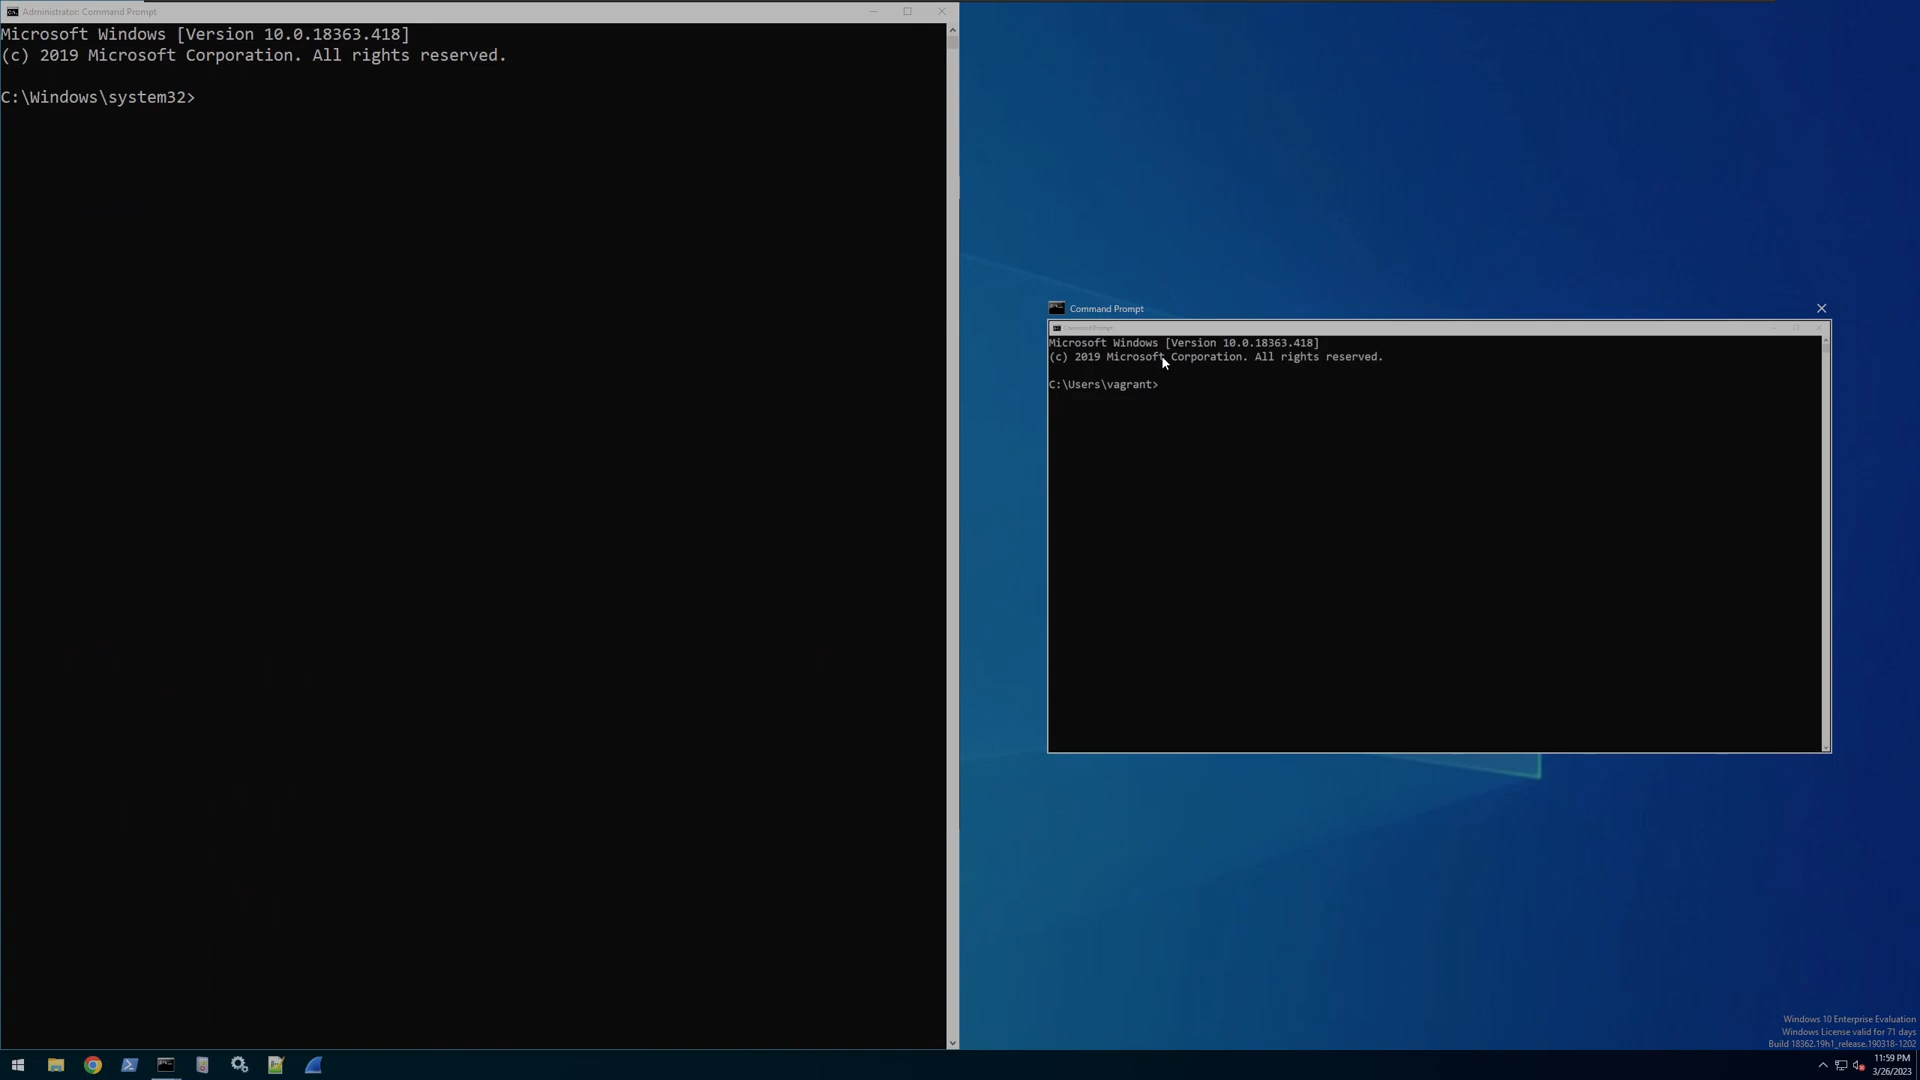 Administrator: Command Prompt
Microsoft Windows [Version 10.0.18363.418]
(c) 2019 Microsoft Corporation. All rights reserved.
C:\Windows\system32>
Command Prompt
Command Prompt
Microsoft Windows [Version 10.0.18363.418]
(c) 2019 Microsoft Corporation. All rights reserved.
C:\Users\vagrant>
Windows 10 Enterprise Evaluation
Windows License valid for 71 days
Build 18362.19h1_release.190318-1202
11:59 PM
3/26/2023